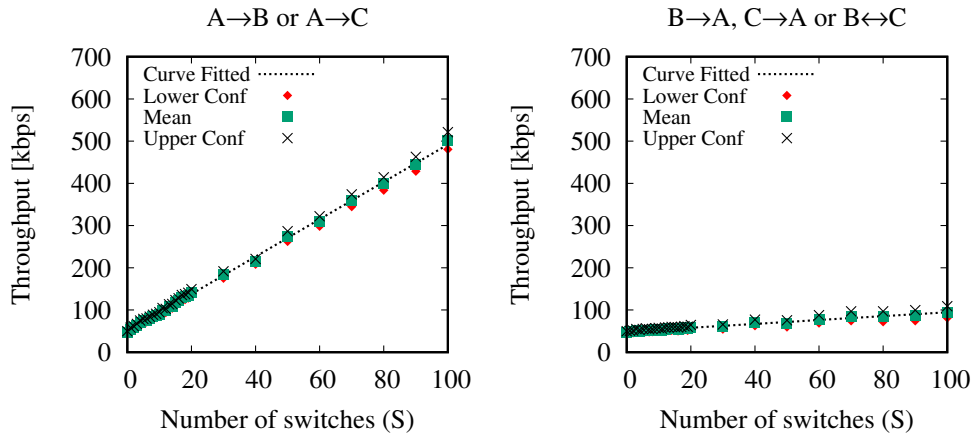 A→B or A→C
Throughput [kbps]
700
600
500
400
300
200
100
0
Curve Fitted
Lower Conf
Mean
Upper Conf
0 20 40 60 80 100
Number of switches (S)
B→A, C→A or B↔C
Throughput [kbps]
700
600
500
400
300
200
100
0
Curve Fitted
Lower Conf
Mean
Upper Conf
0 20 40 60 80 100
Number of switches (S)